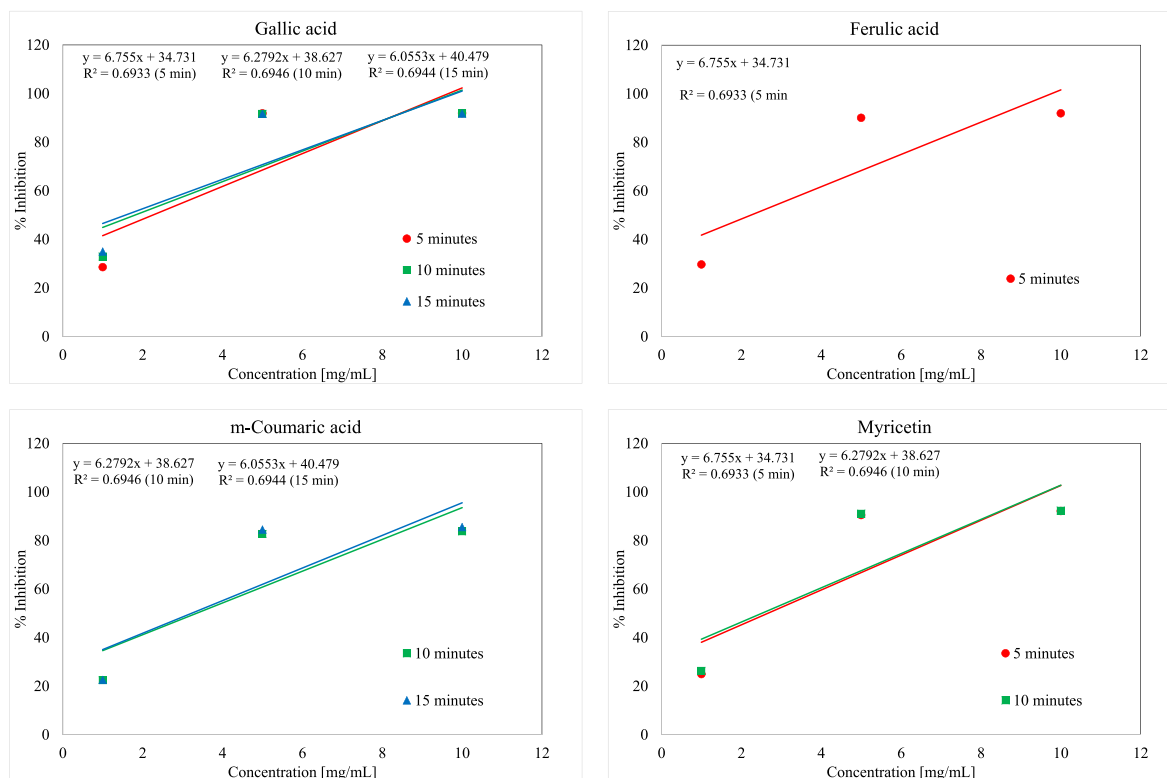 Gallic acid
y = 6.755x + 34.731 y = 6.2792x + 38.627 y = 6.0553x + 40.479
R² = 0.6933 (5 min) R² = 0.6946 (10 min) R² = 0.6944 (15 min)
120
100
80
60
40
20
0
% Inhibition
5 minutes
10 minutes
15 minutes
0 2 4 6 8 10 12
Concentration [mg/mL]
Ferulic acid
y = 6.755x + 34.731
R² = 0.6933 (5 min
120
100
80
60
40
20
0
% Inhibition
5 minutes
0 2 4 6 8 10 12
Concentration [mg/mL]
m-Coumaric acid
y = 6.2792x + 38.627 y = 6.0553x + 40.479
R² = 0.6946 (10 min) R² = 0.6944 (15 min)
120
100
80
60
40
20
0
% Inhibition
10 minutes
15 minutes
0 2 4 6 8 10 12
Concentration [mg/mL]
Myricetin
y = 6.755x + 34.731 y = 6.2792x + 38.627
R² = 0.6933 (5 min) R² = 0.6946 (10 min)
120
100
80
60
40
20
0
% Inhibition
5 minutes
10 minutes
0 2 4 6 8 10 12
Concentration [mg/mL]